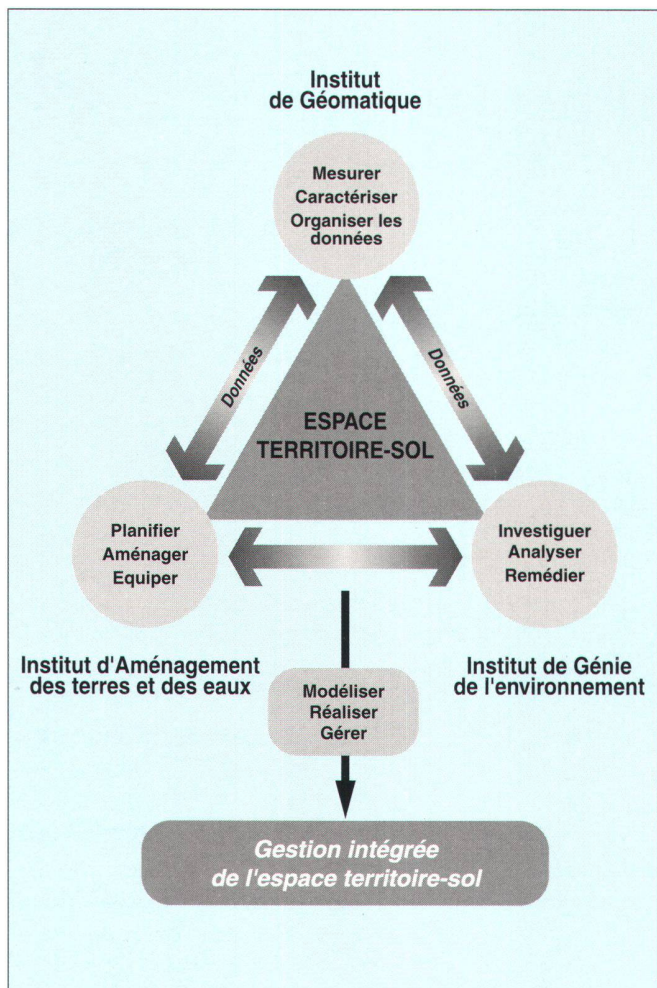 Institut
de Géomatique
Mesurer
Caractériser
Organiser les
données
Données
Données
ESPACE
TERRITOIRE-SOL
Planifier
Aménager
Equiper
Investiguer
Analyser
Remédier
Institut d'Aménagement
des terres et des eaux
Institut de Génie
de l'environnement
Modéliser
Réaliser
Gérer
Gestion intégrée
de l'espace territoire-sol